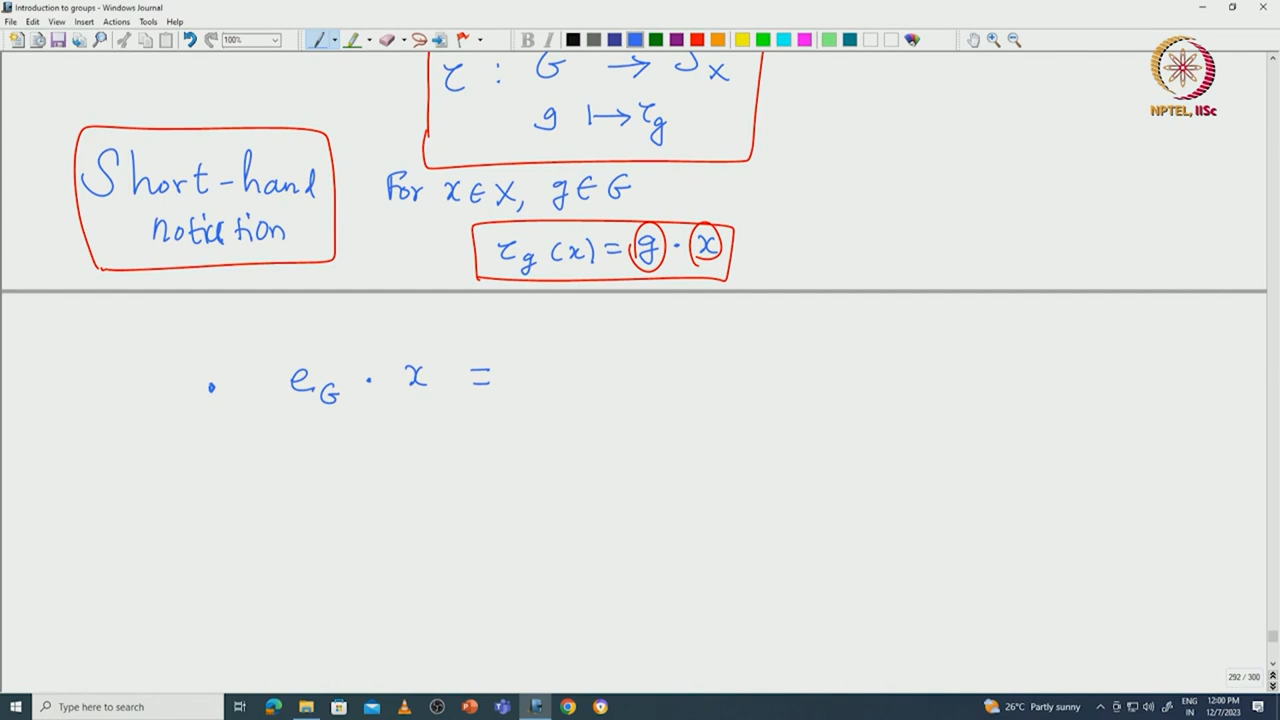 Introduction to groups - Windows Journal
File Edit View Insert Actions Tools Help
100%
B I
NPTEL, IISc
τ : G → S_X
g ↦ τ_g
Short-hand
notation
For x ∈ X, g ∈ G
τ_g (x) = g · x
· e_G · x =
292 / 300
Type here to search
26°C Partly sunny
ENG
IN
12:00 PM
12/7/2023